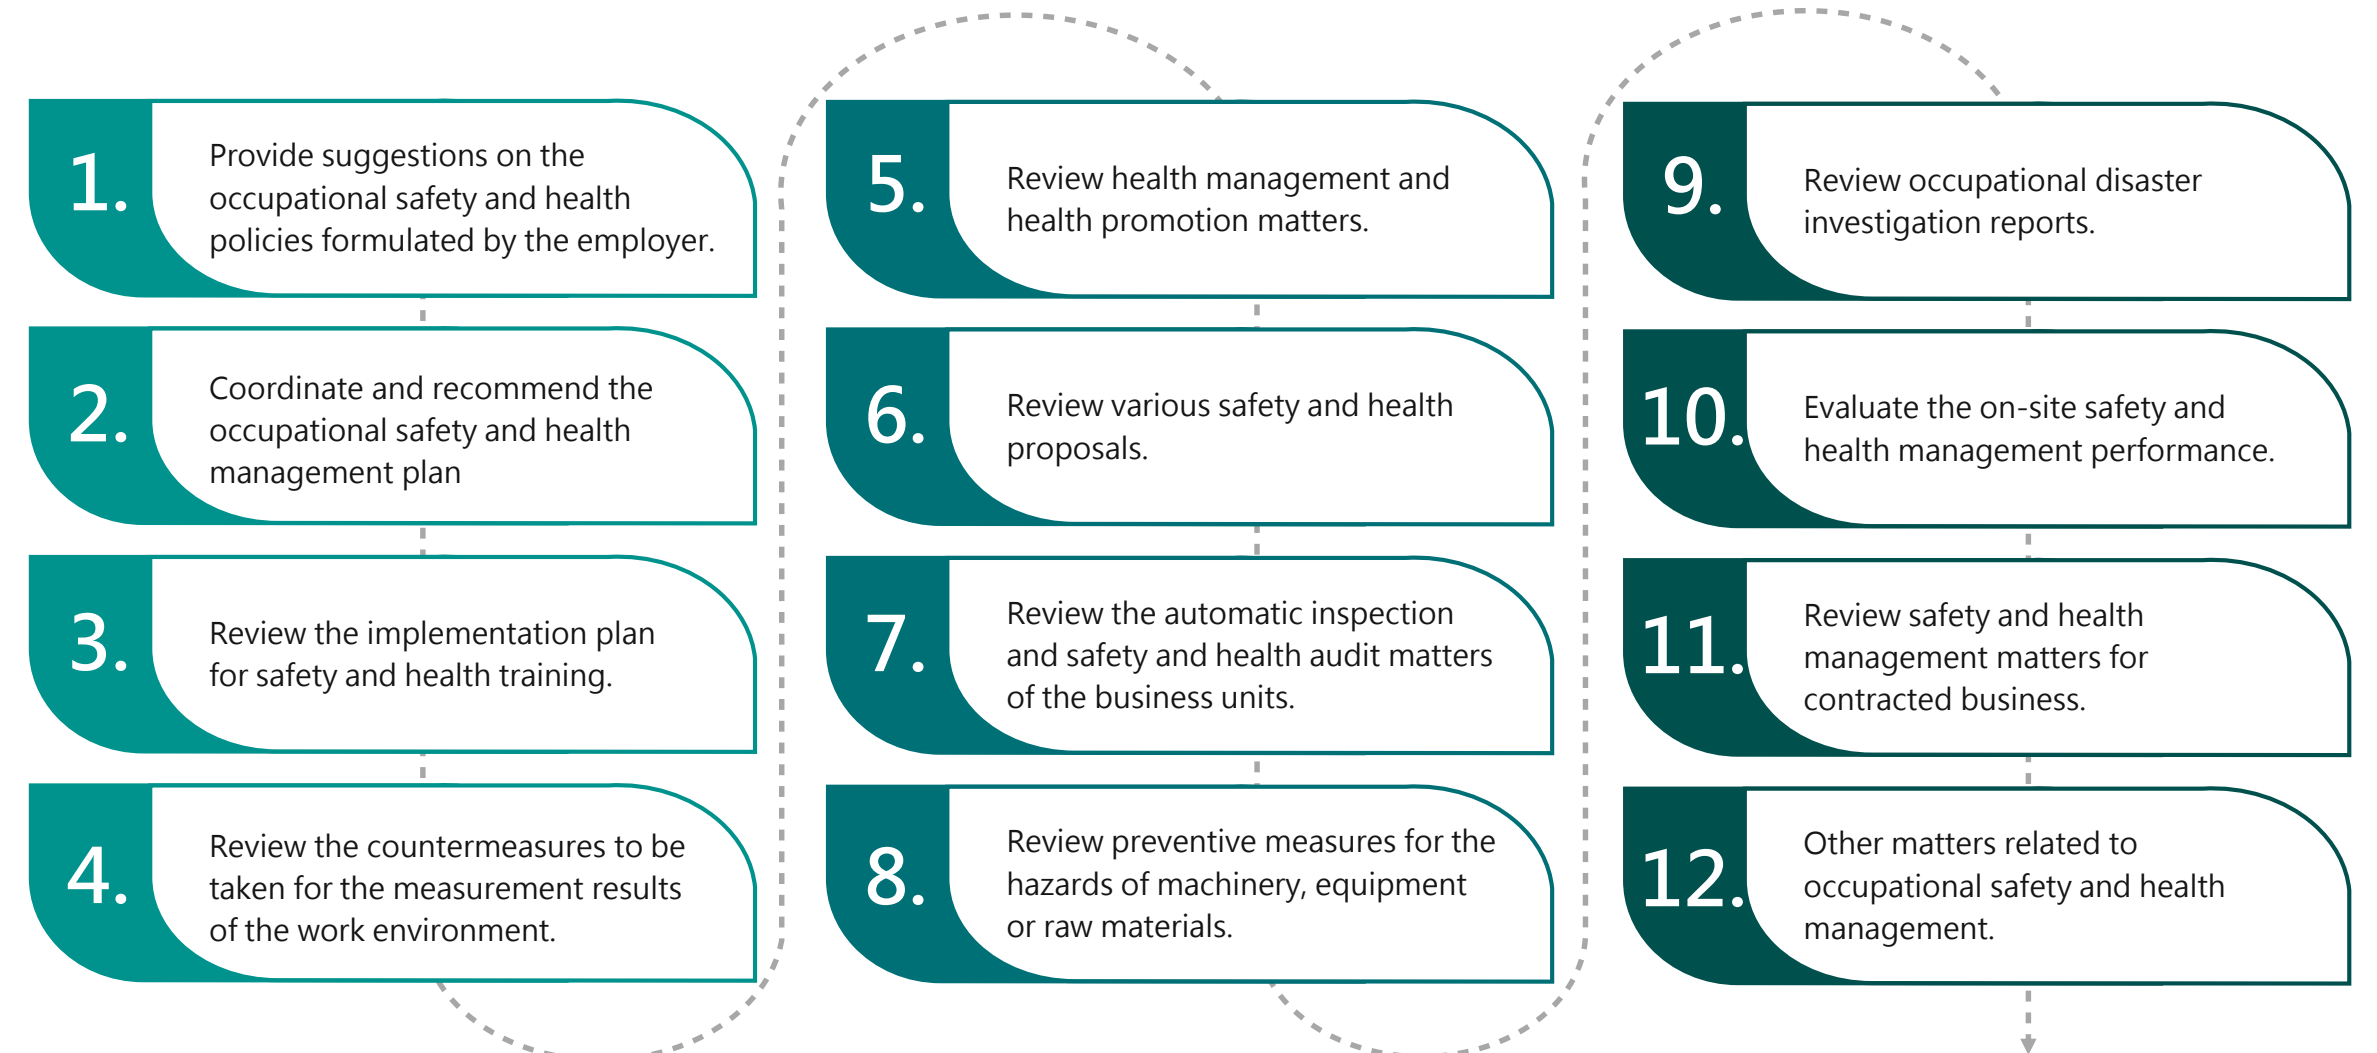 1.
Provide suggestions on the
occupational safety and health
policies formulated by the employer.
2.
Coordinate and recommend the
occupational safety and health
management plan
3.
Review the implementation plan
for safety and health training.
4.
Review the countermeasures to be
taken for the measurement results
of the work environment.
5.
Review health management and
health promotion matters.
6.
Review various safety and health
proposals.
7.
Review the automatic inspection
and safety and health audit matters
of the business units.
8.
Review preventive measures for the
hazards of machinery, equipment
or raw materials.
9.
Review occupational disaster
investigation reports.
10.
Evaluate the on-site safety and
health management performance.
11.
Review safety and health
management matters for
contracted business.
12.
Other matters related to
occupational safety and health
management.